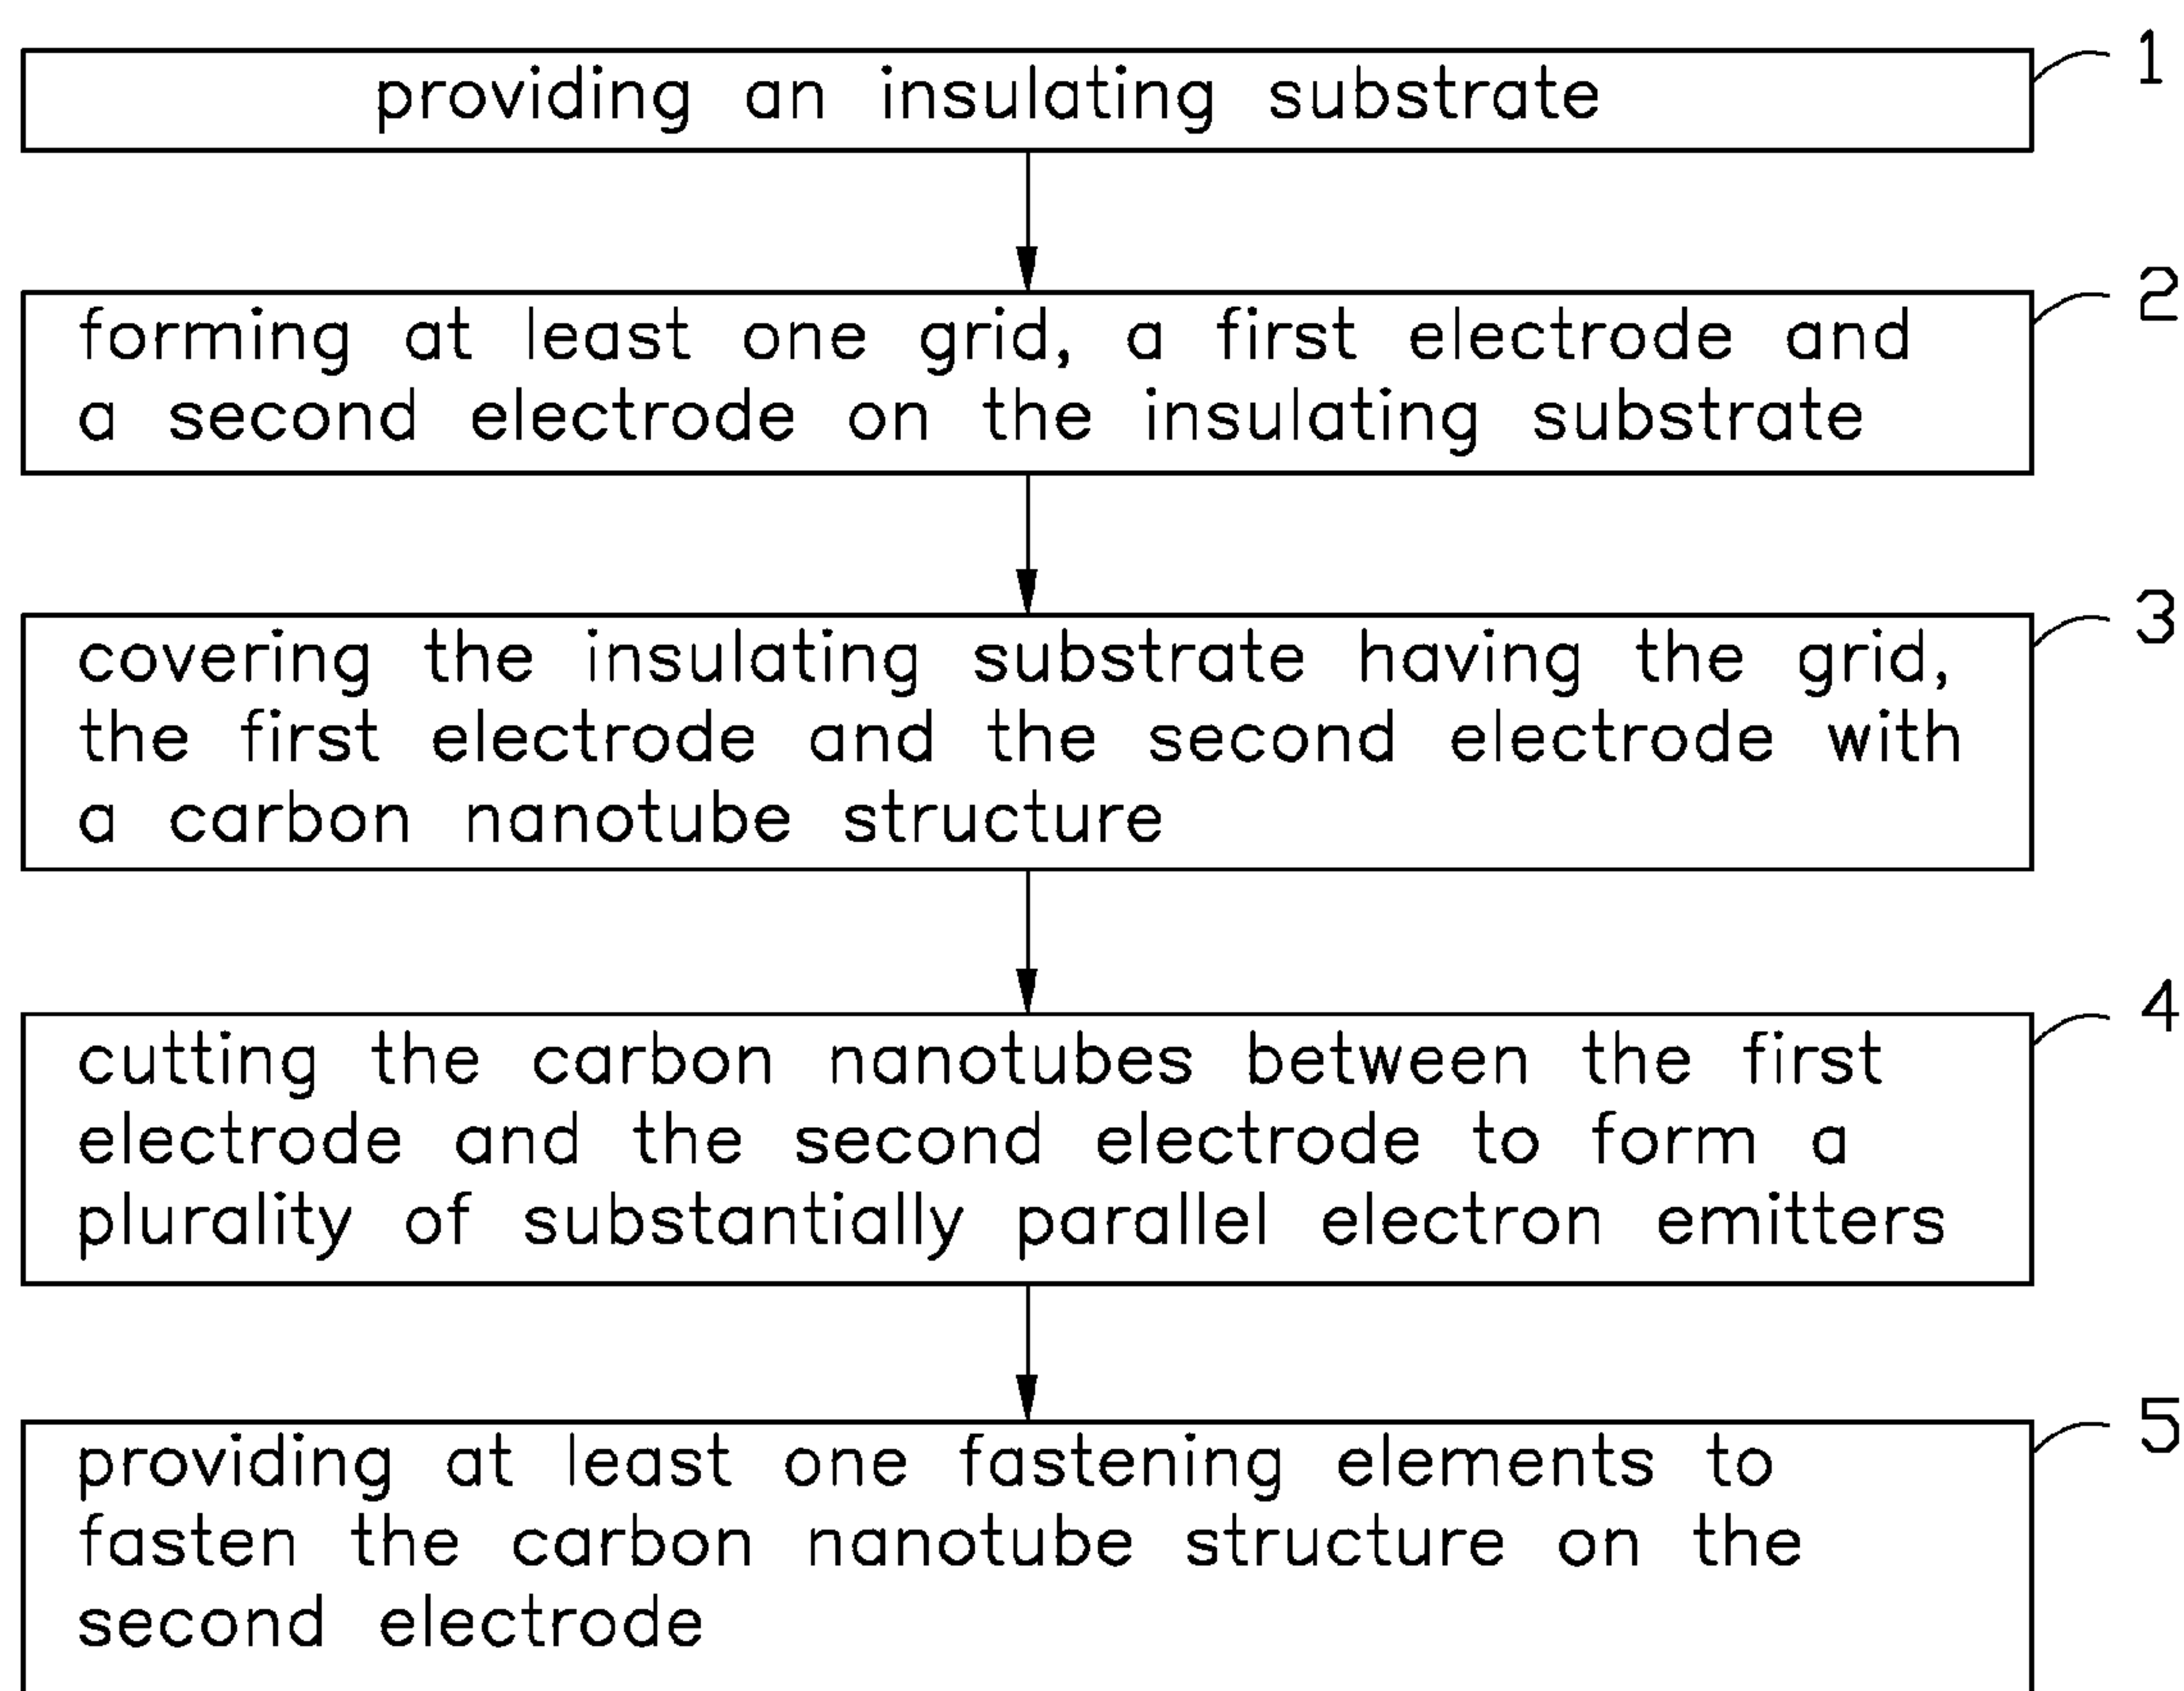 providing an insulating substrate
1
forming at least one grid, a first electrode and
a second electrode on the insulating substrate
2
covering the insulating substrate having the grid,
the first electrode and the second electrode with
a carbon nanotube structure
3
cutting the carbon nanotubes between the first
electrode and the second electrode to form a
plurality of substantially parallel electron emitters
4
providing at least one fastening elements to
fasten the carbon nanotube structure on the
second electrode
5